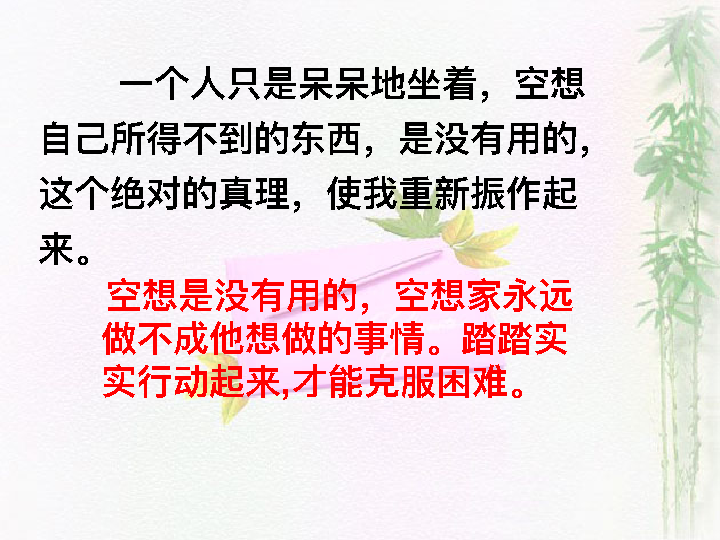 一个人只是呆呆地坐着，空想
自己所得不到的东西，是没有用的，
这个绝对的真理，使我重新振作起
来。
空想是没有用的，空想家永远
做不成他想做的事情。踏踏实
实行动起来,才能克服困难。